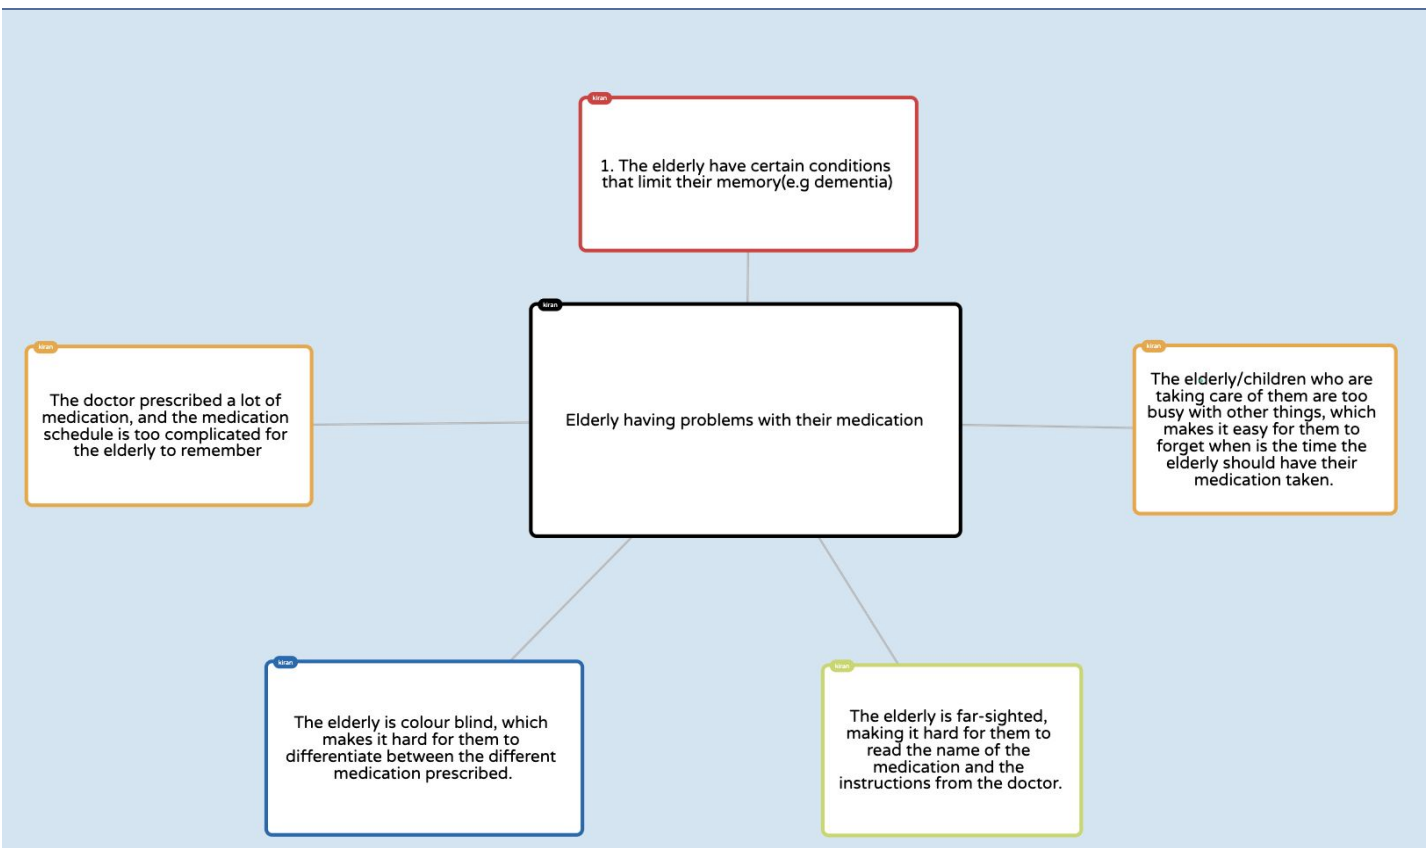 kiran
1. The elderly have certain conditions
that limit their memory(e.g dementia)
kiran
Elderly having problems with their medication
kiran
The doctor prescribed a lot of
medication, and the medication
schedule is too complicated for
the elderly to remember
kiran
The elderly/children who are
taking care of them are too
busy with other things, which
makes it easy for them to
forget when is the time the
elderly should have their
medication taken.
kiran
The elderly is colour blind, which
makes it hard for them to
differentiate between the different
medication prescribed.
kiran
The elderly is far-sighted,
making it hard for them to
read the name of the
medication and the
instructions from the doctor.